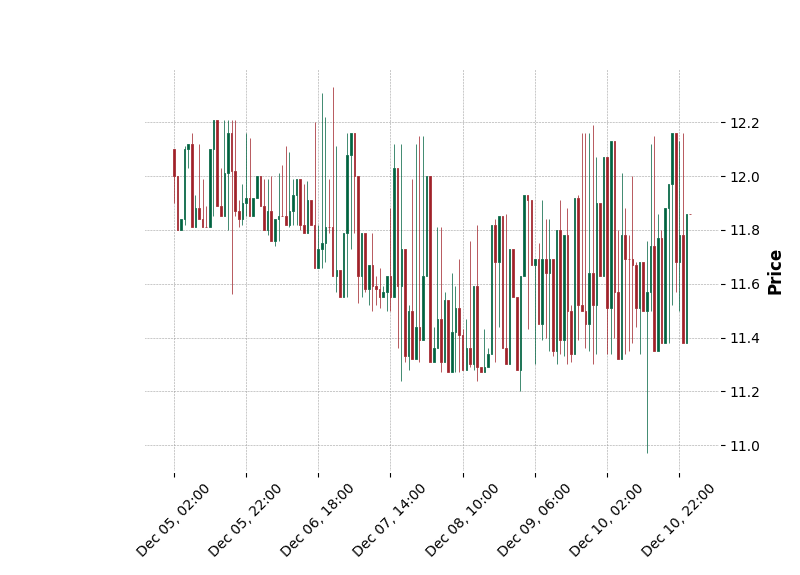 12.2
12.0
11.8
11.6
11.4
11.2
11.0
Price
Dec 05, 02:00
Dec 05, 22:00
Dec 06, 18:00
Dec 07, 14:00
Dec 08, 10:00
Dec 09, 06:00
Dec 10, 02:00
Dec 10, 22:00